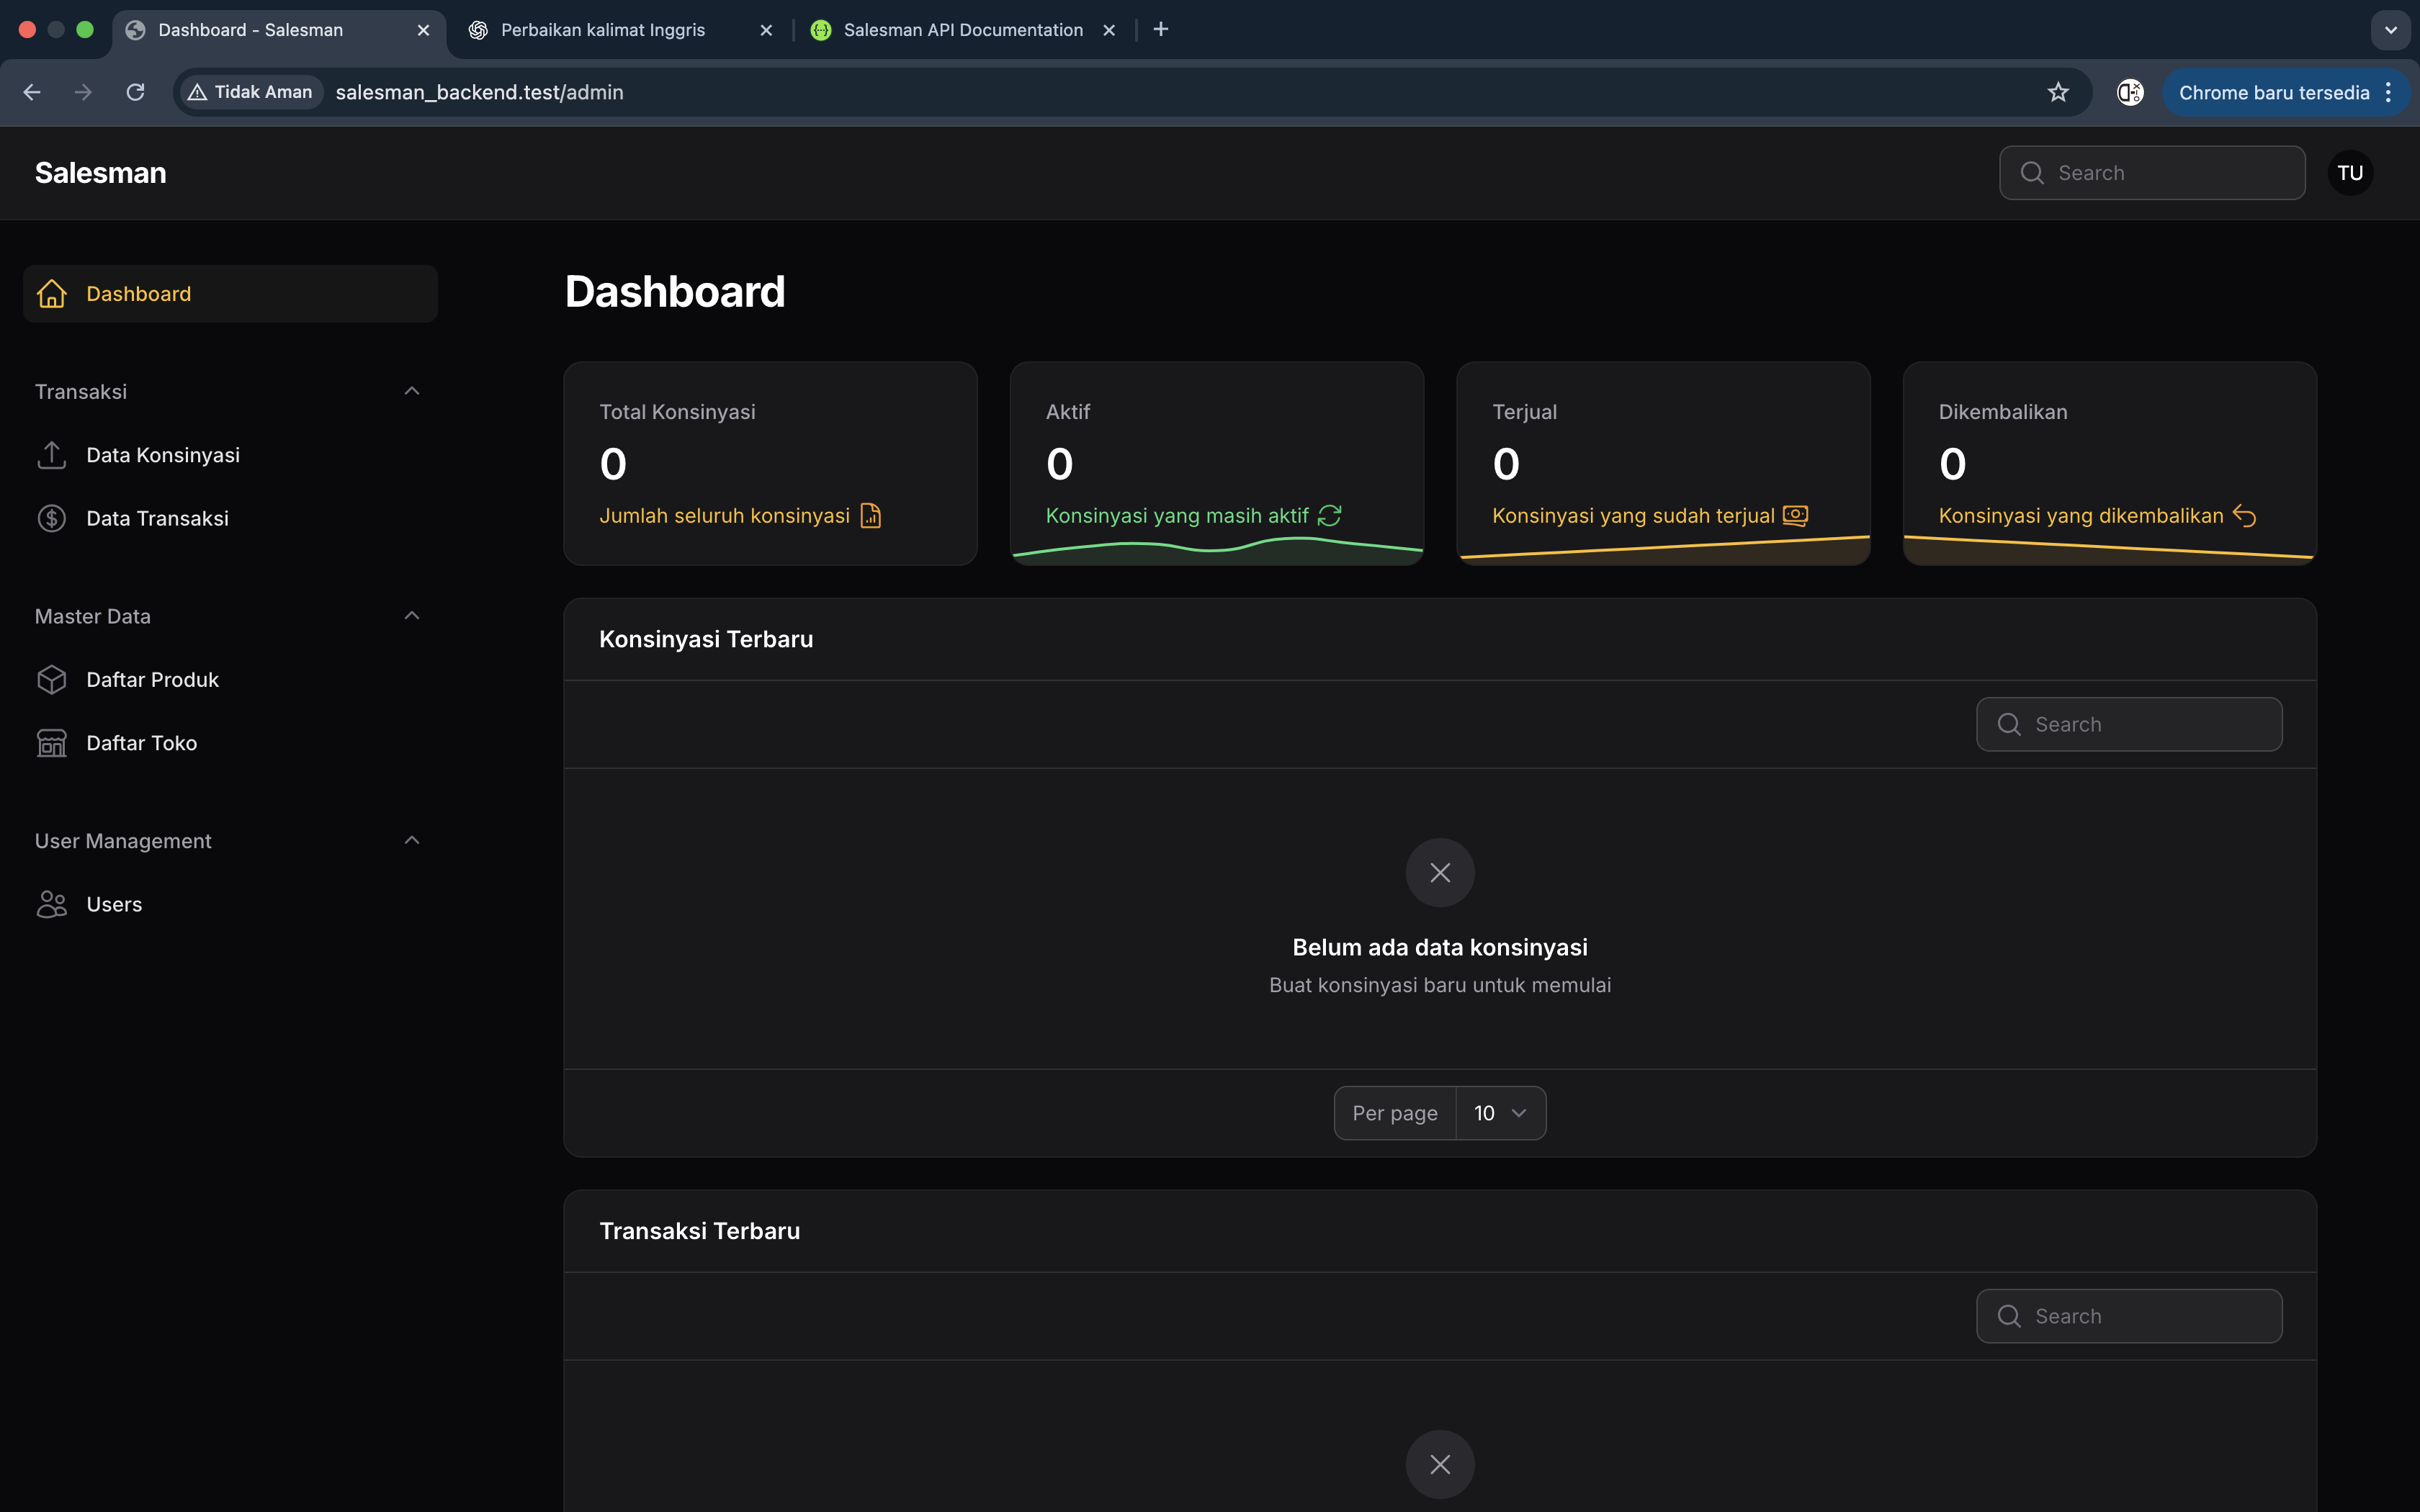 Dashboard - Salesman
Perbaikan kalimat Inggris
Salesman API Documentation
Tidak Aman
salesman_backend.test/admin
Chrome baru tersedia
Salesman
Search
TU
Dashboard
Transaksi
Data Konsinyasi
Data Transaksi
Master Data
Daftar Produk
Daftar Toko
User Management
Users
Dashboard
Total Konsinyasi
0
Jumlah seluruh konsinyasi
Aktif
0
Konsinyasi yang masih aktif
Terjual
0
Konsinyasi yang sudah terjual
Dikembalikan
0
Konsinyasi yang dikembalikan
Konsinyasi Terbaru
Search
Belum ada data konsinyasi
Buat konsinyasi baru untuk memulai
Per page 10
Transaksi Terbaru
Search